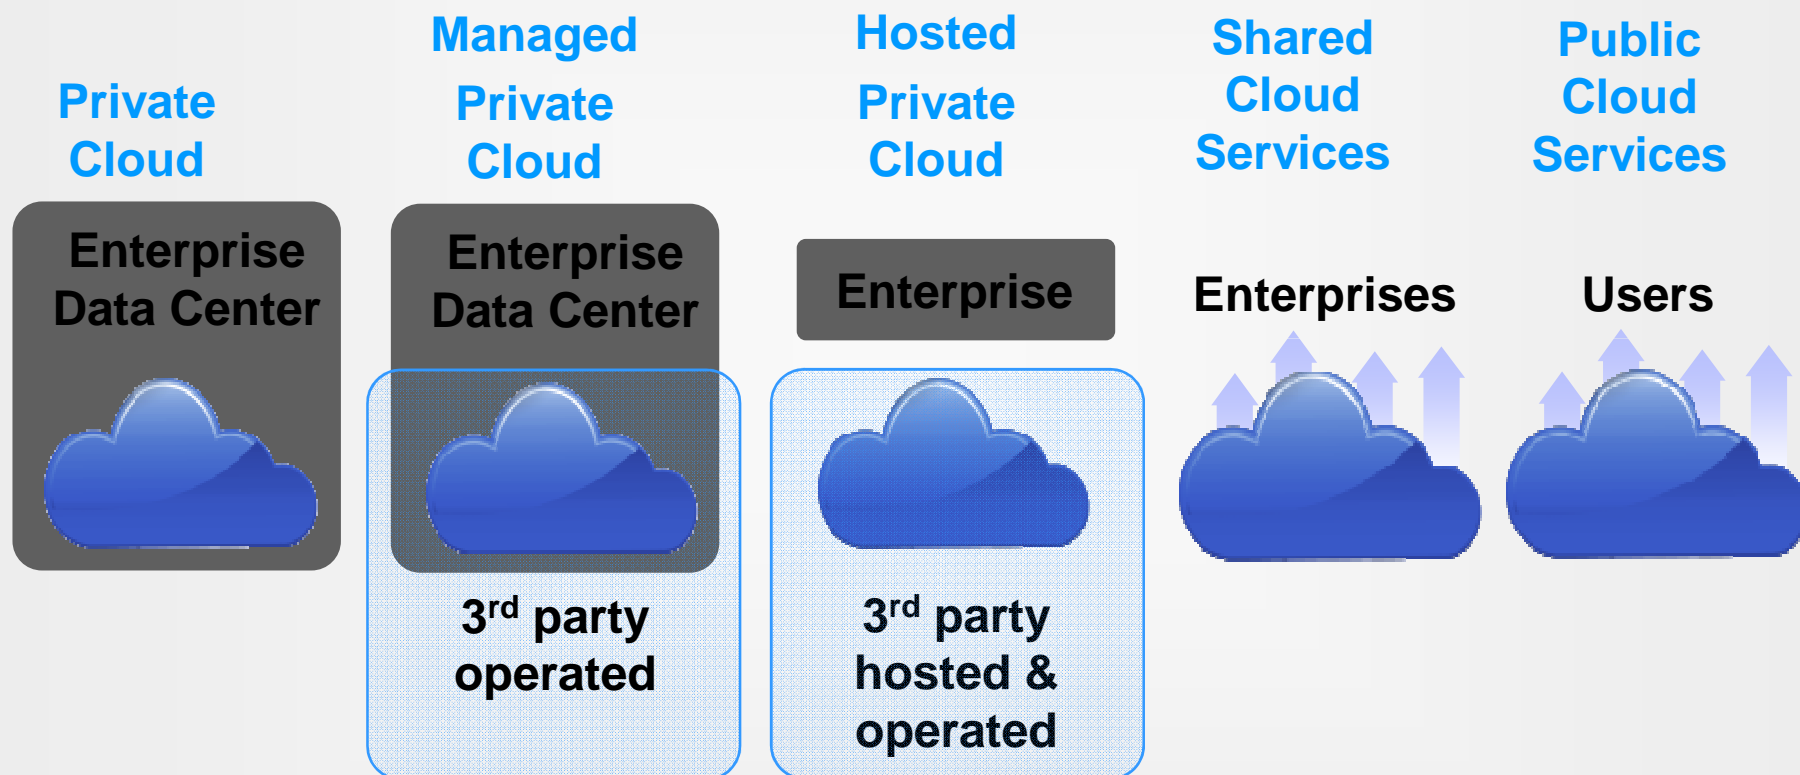 Private
Cloud
Managed
Private
Cloud
Hosted
Private
Cloud
Shared
Cloud
Services
Public
Cloud
Services
Enterprise
Data Center
Enterprise
Data Center
3rd party
operated
Enterprise
3rd party
hosted &
operated
Enterprises
Users